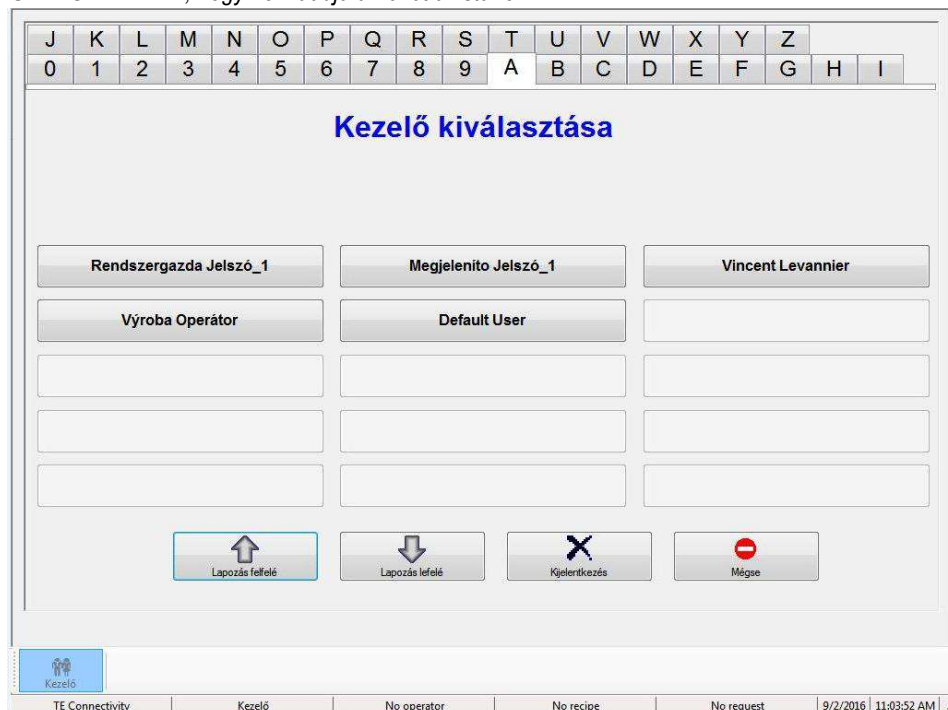 J K L M N O P Q R S T U V W X Y Z
0 1 2 3 4 5 6 7 8 9 A B C D E F G H I
Kezelő kiválasztása
Rendszergazda Jelszó_1 Megjeleníto Jelszó_1 Vincent Levannier
Výroba Operátor Default User
Lapozás felfelé Lapozás lefelé Kijelentkezés Mégse
Kezelő
TE Connectivity Kezelő No operator No recipe No request 9/2/2016 11:03:52 AM